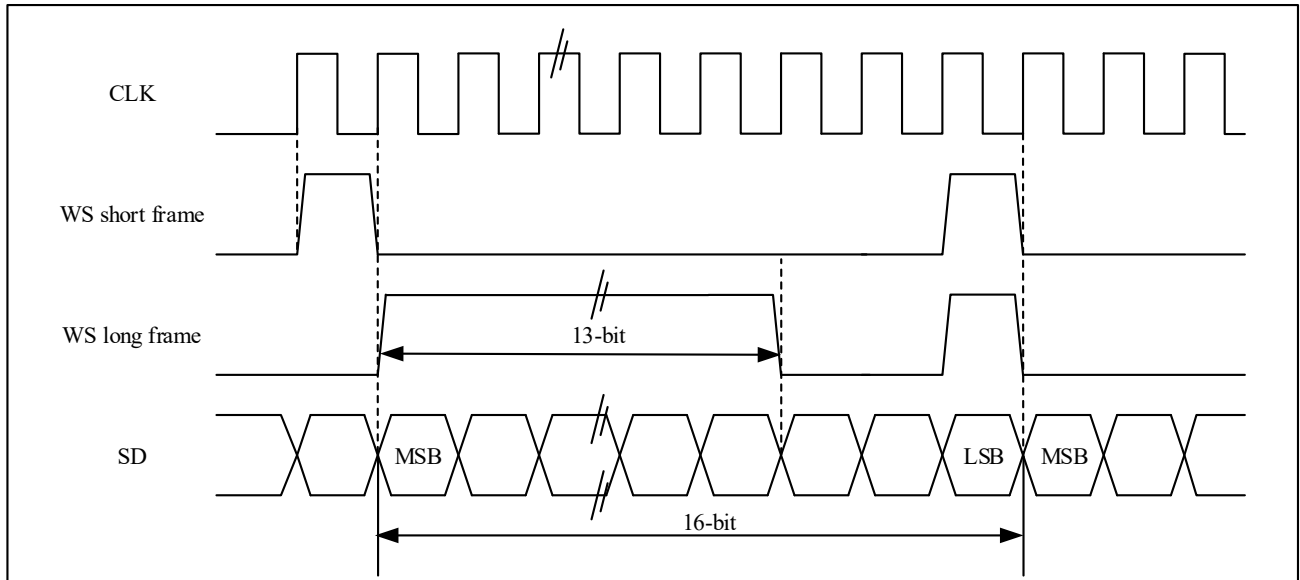 CLK
WS short frame
WS long frame
13-bit
SD
MSB
LSB
MSB
16-bit